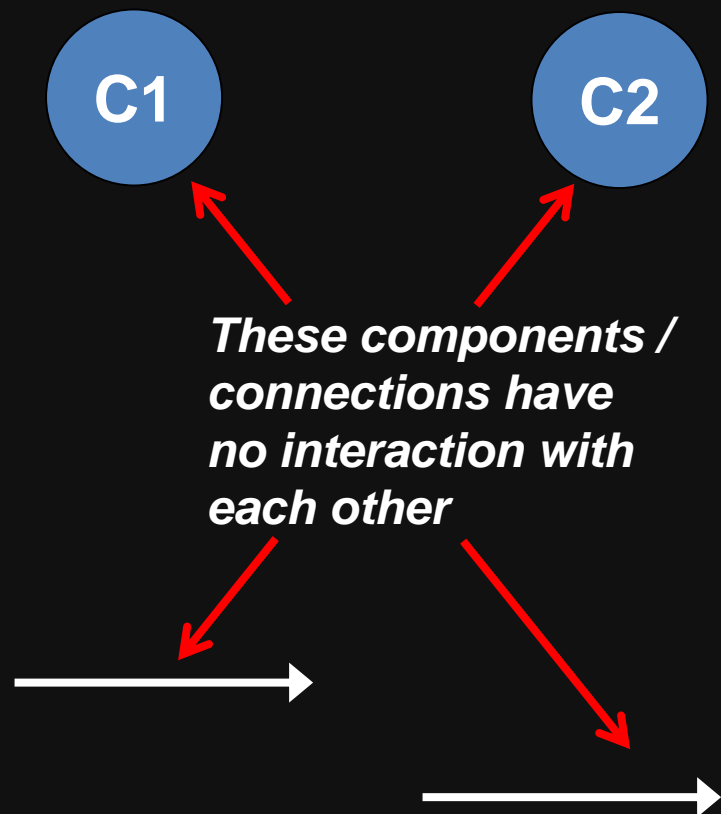 C1
C2
These components /
connections have
no interaction with
each other